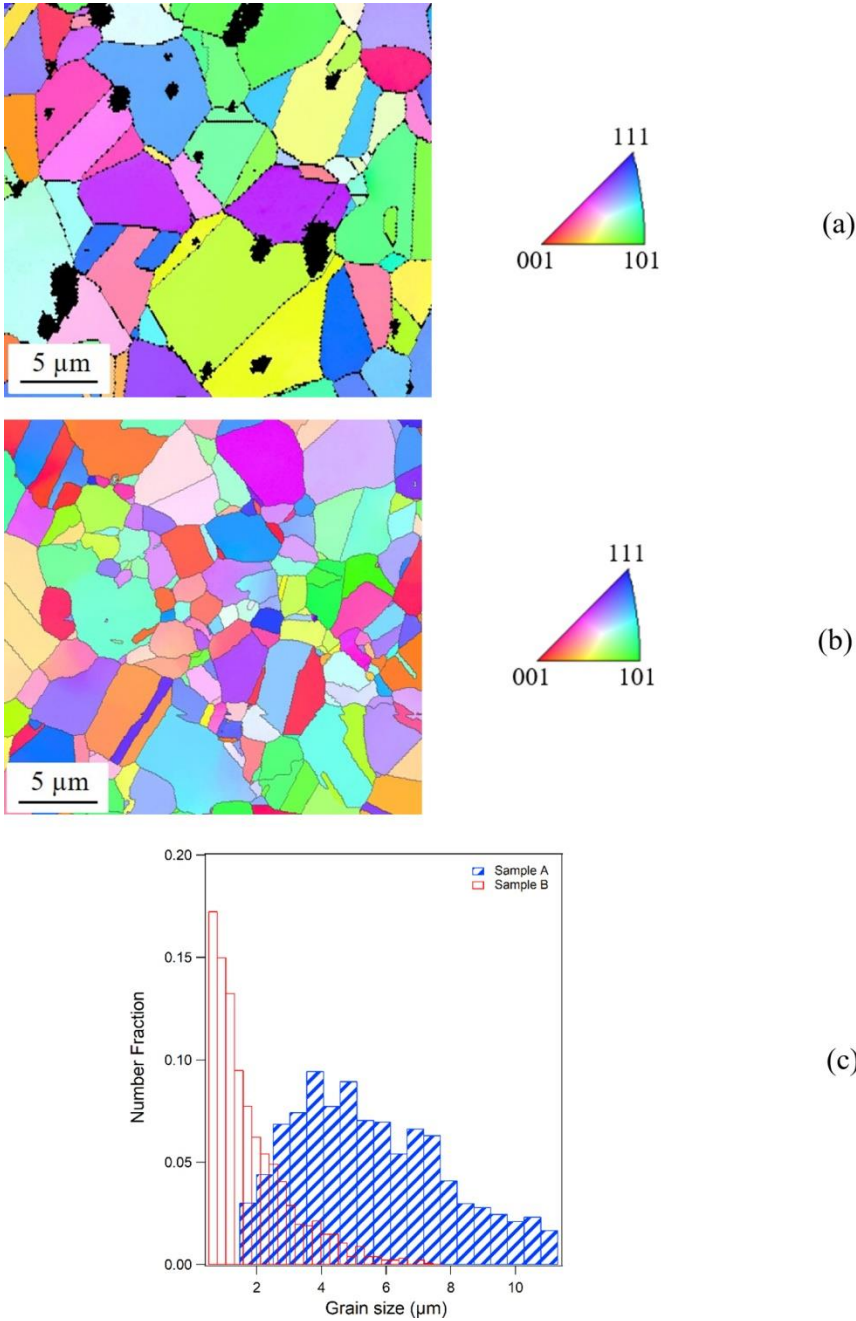 111
001 101
(a)
5 µm
111
001 101
(b)
5 µm
0.20
0.15
0.10
0.05
0.00
Number Fraction
Sample A
Sample B
2 4 6 8 10
Grain size (µm)
(c)